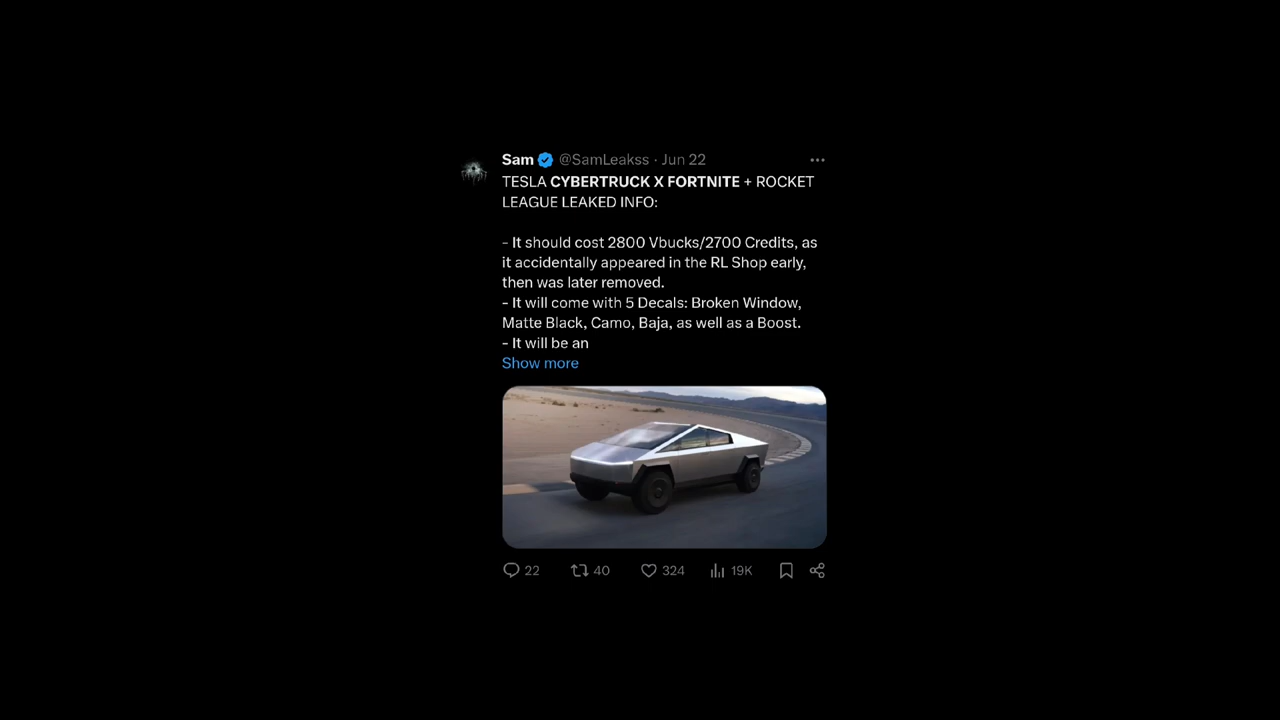 Sam @SamLeakss · Jun 22
TESLA CYBERTRUCK X FORTNITE + ROCKET
LEAGUE LEAKED INFO:
- It should cost 2800 Vbucks/2700 Credits, as
it accidentally appeared in the RL Shop early,
then was later removed.
- It will come with 5 Decals: Broken Window,
Matte Black, Camo, Baja, as well as a Boost.
- It will be an
Show more
22 40 324 19K